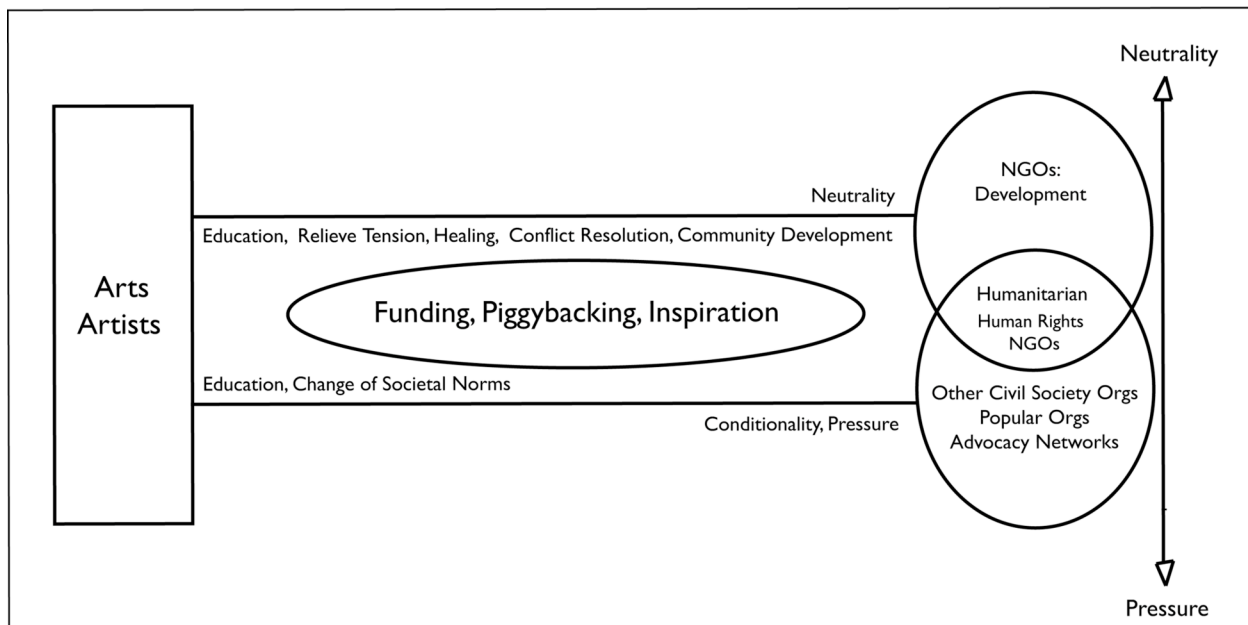 Neutrality
NGOs:
Development
Neutrality
Education, Relieve Tension, Healing, Conflict Resolution, Community Development
Arts
Artists
Funding, Piggybacking, Inspiration
Humanitarian
Human Rights
NGOs
Education, Change of Societal Norms
Conditionality, Pressure
Other Civil Society Orgs
Popular Orgs
Advocacy Networks
Pressure